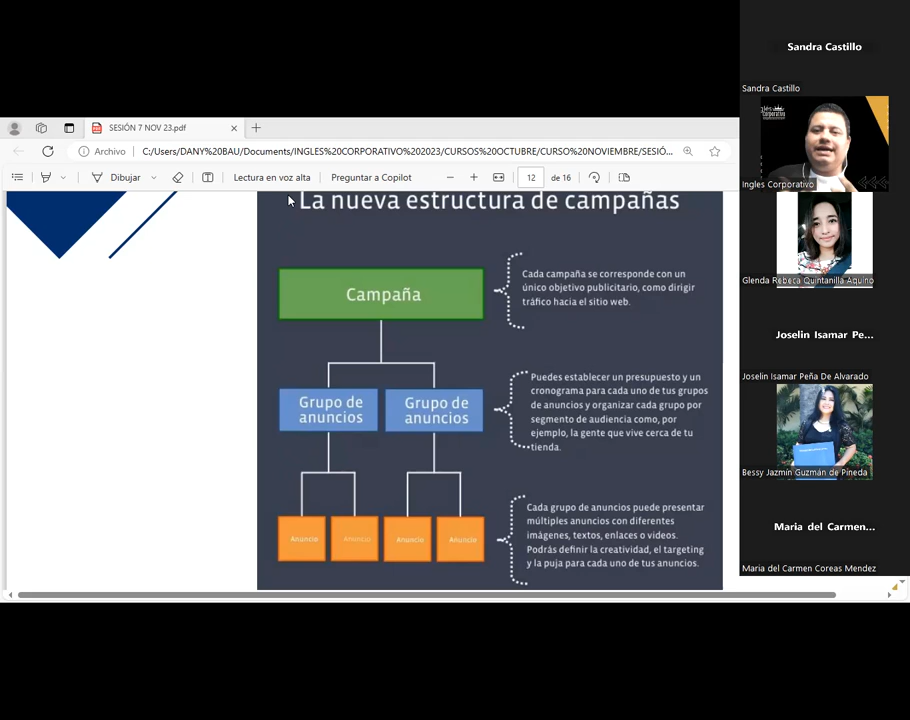 SESIÓN 7 NOV 23.pdf
Archivo
C:/Users/DANY%20BAU/Documents/INGLES%20CORPORATIVO%202023/CURSOS%20OCTUBRE/CURSO%20NOVIEMBRE/SESIÓ...
Dibujar
Lectura en voz alta
Preguntar a Copilot
12
de 16
La nueva estructura de campañas
Campaña
Cada campaña se corresponde con un
único objetivo publicitario, como dirigir
tráfico hacia el sitio web.
Grupo de
anuncios
Grupo de
anuncios
Puedes establecer un presupuesto y un
cronograma para cada uno de tus grupos
de anuncios y organizar cada grupo por
segmento de audiencia como, por
ejemplo, la gente que vive cerca de tu
tienda.
Anuncio
Anuncio
Anuncio
Anuncio
Cada grupo de anuncios puede presentar
múltiples anuncios con diferentes
imágenes, textos, enlaces o videos.
Podrás definir la creatividad, el targeting
y la puja para cada uno de tus anuncios.
Sandra Castillo
Sandra Castillo
Ingles Corporativo
Glenda Rebeca Quintanilla Aquino
Joselin Isamar Pe...
Joselin Isamar Peña De Alvarado
Bessy Jazmín Guzmán de Pineda
Maria del Carmen...
Maria del Carmen Coreas Mendez